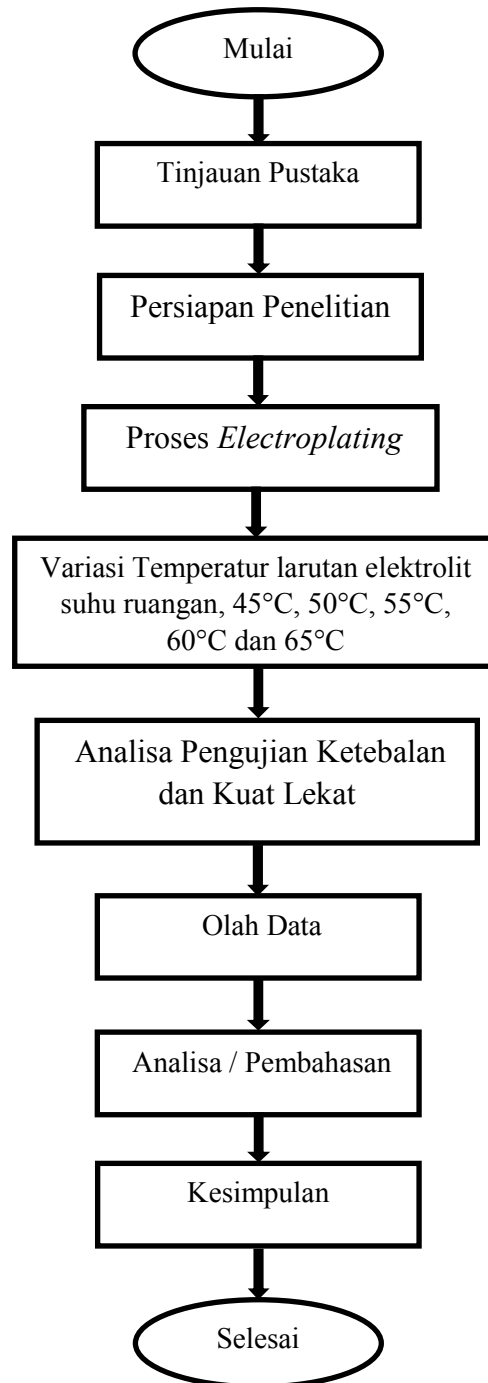 Mulai
Tinjauan Pustaka
Persiapan Penelitian
Proses Electroplating
Variasi Temperatur larutan elektrolit
suhu ruangan, 45°C, 50°C, 55°C,
60°C dan 65°C
Analisa Pengujian Ketebalan
dan Kuat Lekat
Olah Data
Analisa / Pembahasan
Kesimpulan
Selesai